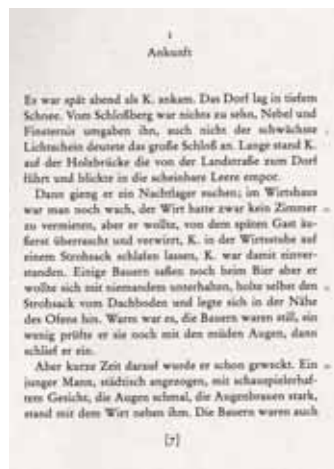 1
Ankunft
Es war spät abend als K. ankam. Das Dorf lag in tiefem
Schnee. Vom Schloßberg war nichts zu sehn, Nebel und
Finsternis umgaben ihn, auch nicht der schwächste
Lichtschein deutete das große Schloß an. Lange stand K.
auf der Holzbrücke die von der Landstraße zum Dorf
führt und blickte in die scheinbare Leere empor.
Dann gieng er ein Nachtlager suchen; im Wirtshaus
war man noch wach, der Wirt hatte zwar kein Zimmer
zu vermieten, aber er wollte, von dem späten Gast äu-
ßerst überrascht und verwirrt, K. in der Wirtsstube auf
einem Strohsack schlafen lassen, K. war damit einver-
standen. Einige Bauern saßen noch beim Bier aber er
wollte sich mit niemandem unterhalten, holte selbst den
Strohsack vom Dachboden und legte sich in der Nähe
des Ofens hin. Warm war es, die Bauern waren still, ein
wenig prüfte er sie noch mit den müden Augen, dann
schlief er ein.
Aber kurze Zeit darauf wurde er schon geweckt. Ein
junger Mann, städtisch angezogen, mit schauspielerhaf-
tem Gesicht, die Augen schmal, die Augenbrauen stark,
stand mit dem Wirt neben ihm. Die Bauern waren auch
[7]